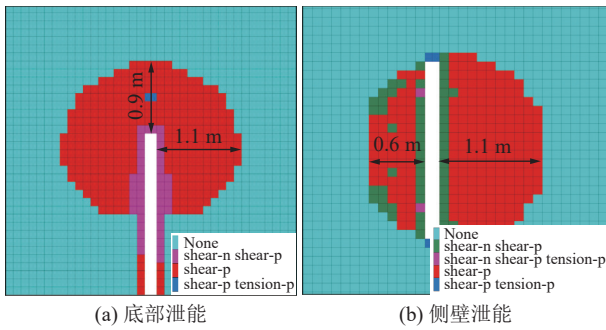 a
b
0.9 m
1.1 m
0.6 m
1.1 m
None
shear-n shear-p
shear-p
shear-p tension-p
None
shear-n shear-p
shear-n shear-p tension-p
shear-p
shear-p tension-p
(a) 底部泄能
(b) 侧壁泄能